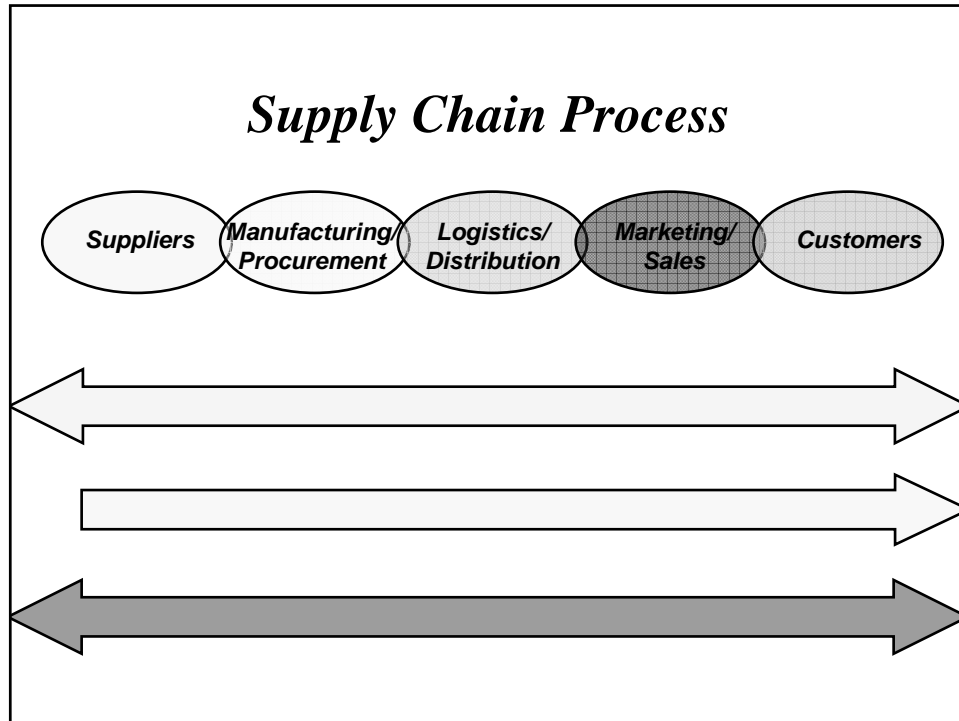 Supply Chain Process
Suppliers
Manufacturing/
Procurement
Logistics/
Distribution
Marketing/
Sales
Customers